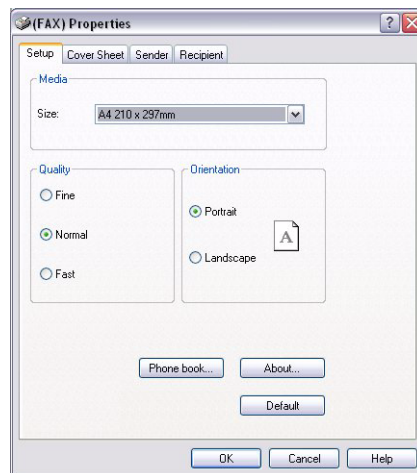 (FAX) Properties
Setup Cover Sheet Sender Recipient
Media
Size: A4 210 x 297mm
Quality
Fine
Normal
Fast
Orientation
Portrait
Landscape
A
Phone book... About...
Default
OK Cancel Help